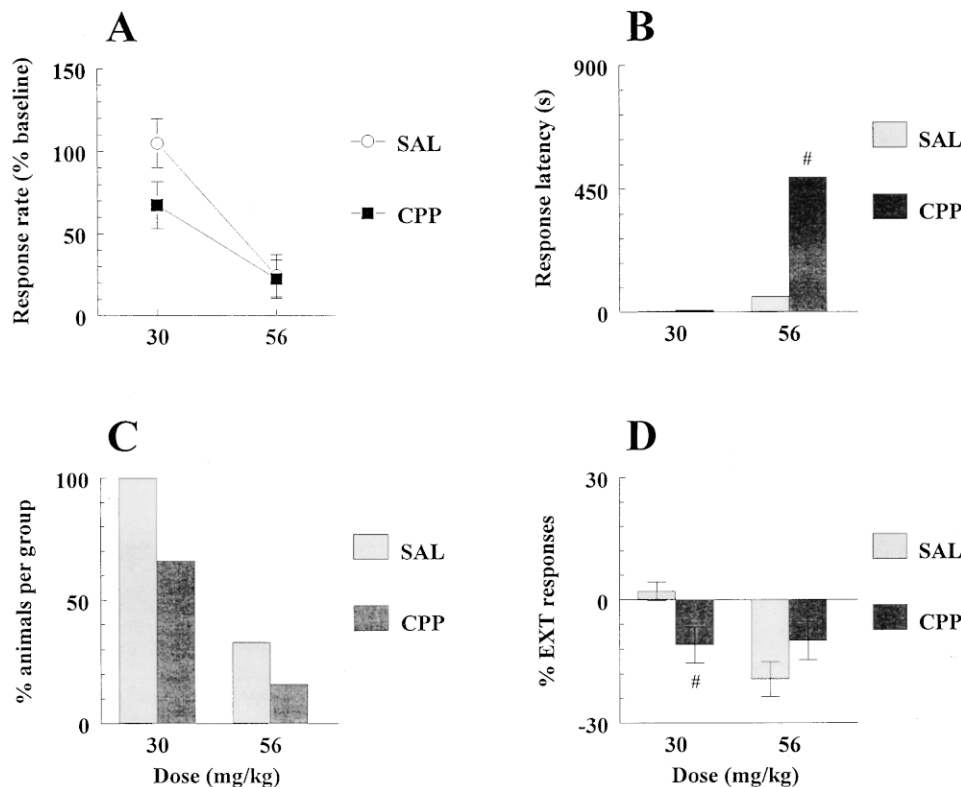 A
Response rate (% baseline)
150
100
50
0
30 56
SAL
CPP
B
Response latency (s)
900
450
0
#
30 56
SAL
CPP
C
% animals per group
100
50
0
30 56
Dose (mg/kg)
SAL
CPP
D
% EXT responses
30
0
-30
#
30 56
Dose (mg/kg)
SAL
CPP